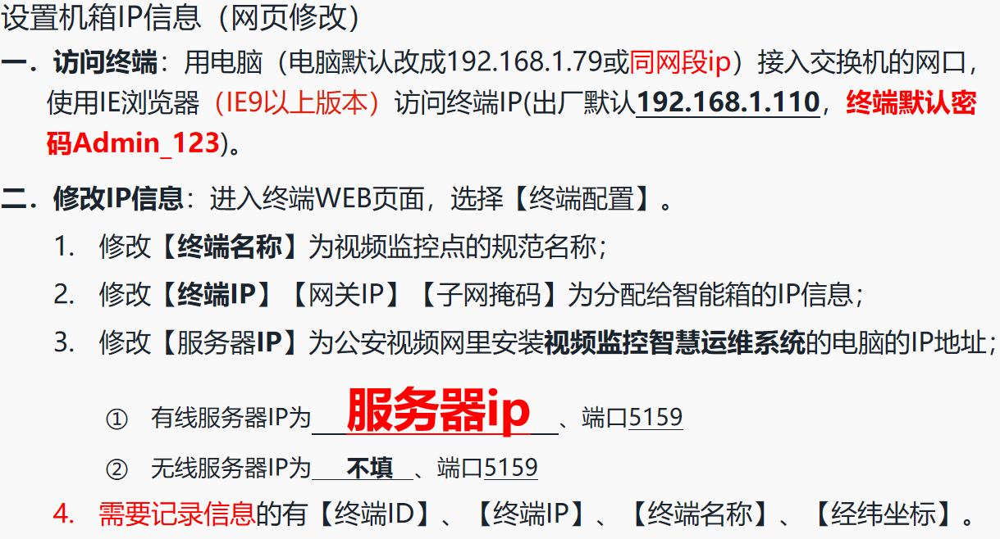 设置机箱IP信息（网页修改）
一．访问终端：用电脑（电脑默认改成192.168.1.79或同网段ip）接入交换机的网口，
使用IE浏览器（IE9以上版本）访问终端IP(出厂默认192.168.1.110，终端默认密
码Admin_123)。
二．修改IP信息：进入终端WEB页面，选择【终端配置】。
1. 修改【终端名称】为视频监控点的规范名称；
2. 修改【终端IP】【网关IP】【子网掩码】为分配给智能箱的IP信息；
3. 修改【服务器IP】为公安视频网里安装视频监控智慧运维系统的电脑的IP地址；
① 有线服务器IP为 服务器ip 、端口5159
② 无线服务器IP为 不填 、端口5159
4. 需要记录信息的有【终端ID】、【终端IP】、【终端名称】、【经纬坐标】。